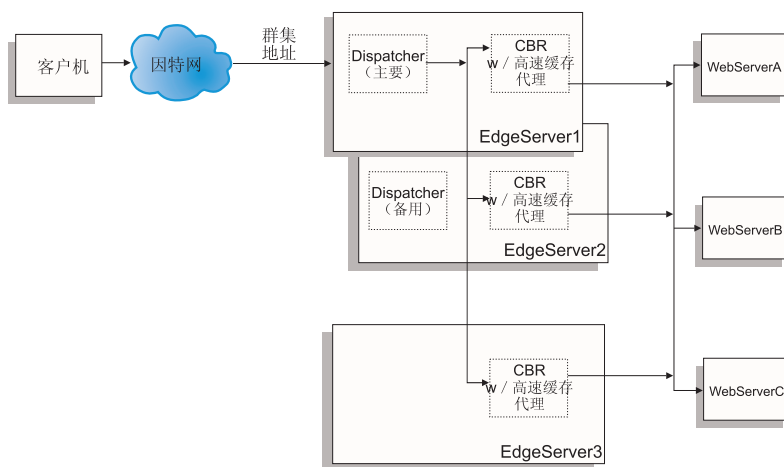 客户机
因特网
群集
地址
Dispatcher
（主要）
CBR
w / 高速缓存
代理
EdgeServer1
Dispatcher
（备用）
CBR
w / 高速缓存
代理
EdgeServer2
CBR
w / 高速缓存
代理
EdgeServer3
WebServerA
WebServerB
WebServerC